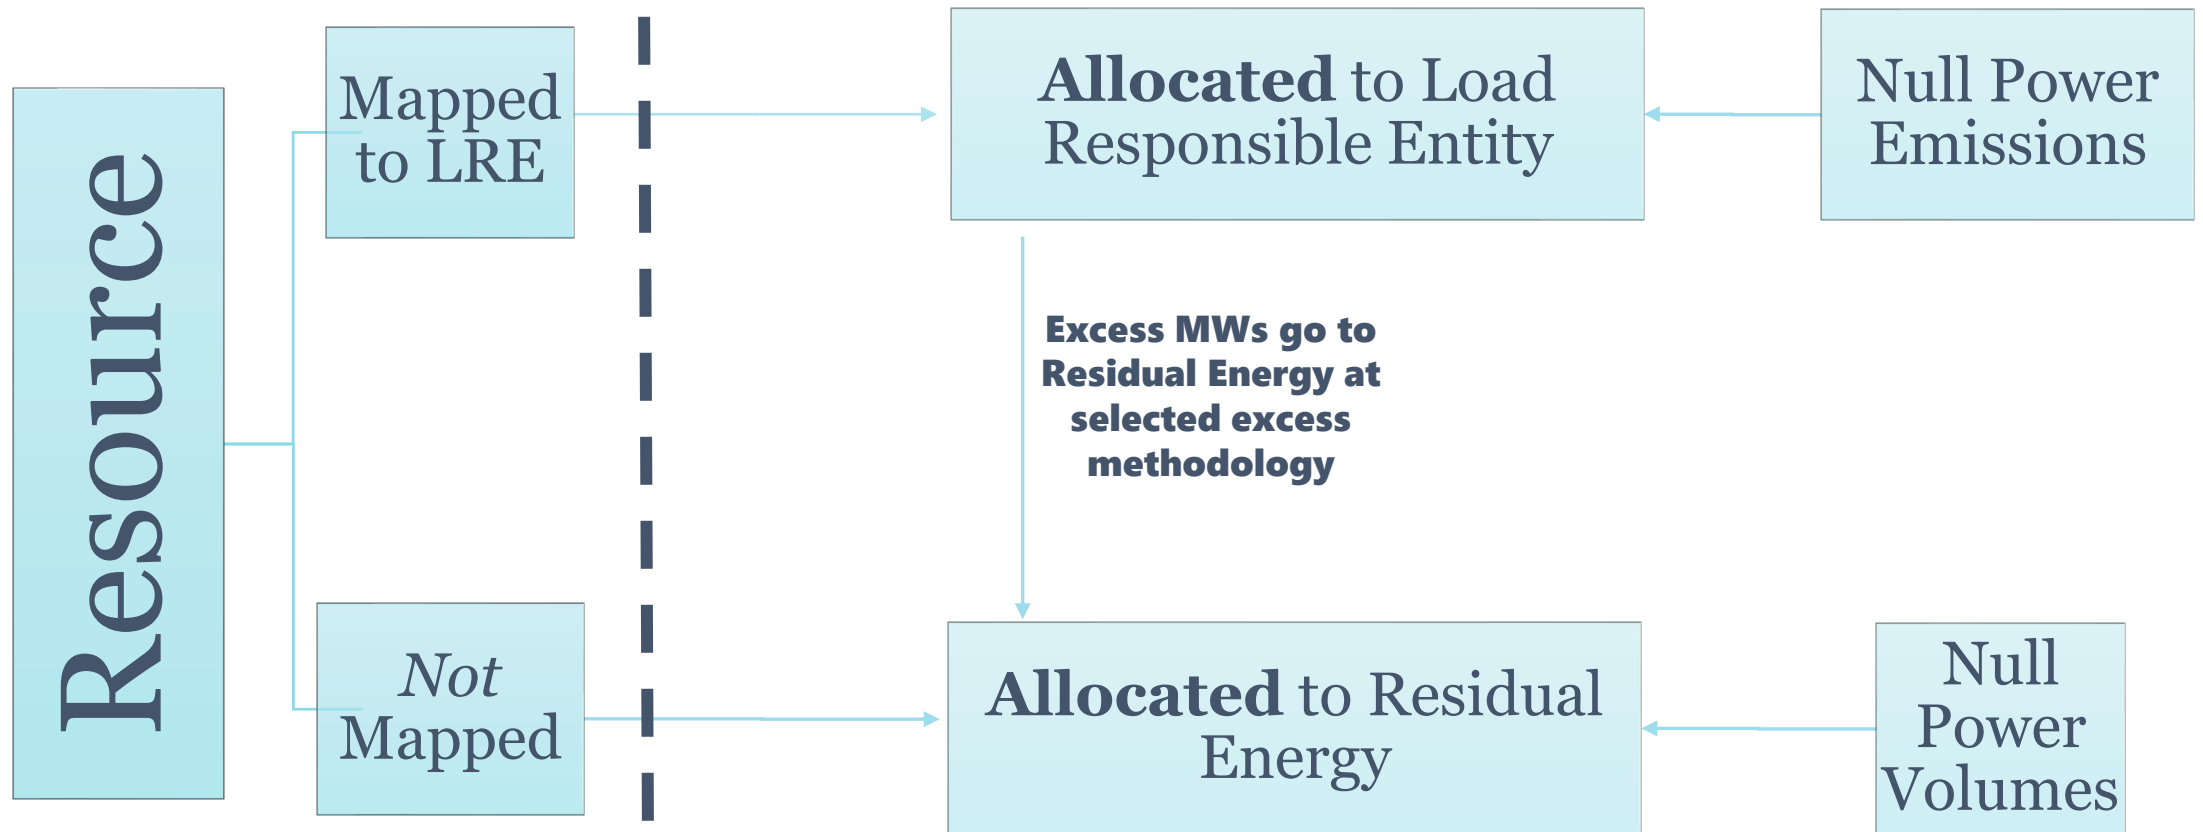 Resource
Mapped
to LRE
Allocated to Load
Responsible Entity
Null Power
Emissions
Excess MWs go to
Residual Energy at
selected excess
methodology
Not
Mapped
Allocated to Residual
Energy
Null
Power
Volumes